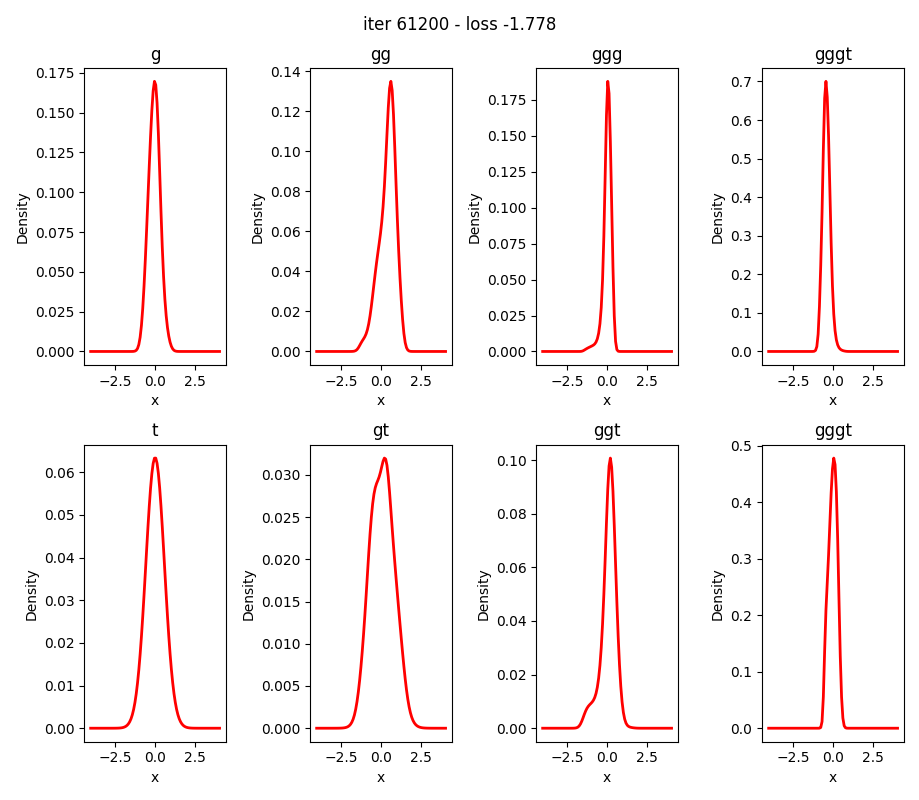 iter 61200 - loss -1.778
g
gg
ggg
gggt
0.175
0.150
0.125
0.100
0.075
0.050
0.025
0.000
Density
−2.5 0.0 2.5
x
0.14
0.12
0.10
0.08
0.06
0.04
0.02
0.00
Density
−2.5 0.0 2.5
x
0.175
0.150
0.125
0.100
0.075
0.050
0.025
0.000
Density
−2.5 0.0 2.5
x
0.7
0.6
0.5
0.4
0.3
0.2
0.1
0.0
Density
−2.5 0.0 2.5
x
t
gt
ggt
gggt
0.06
0.05
0.04
0.03
0.02
0.01
0.00
Density
−2.5 0.0 2.5
x
0.030
0.025
0.020
0.015
0.010
0.005
0.000
Density
−2.5 0.0 2.5
x
0.10
0.08
0.06
0.04
0.02
0.00
Density
−2.5 0.0 2.5
x
0.5
0.4
0.3
0.2
0.1
0.0
Density
−2.5 0.0 2.5
x